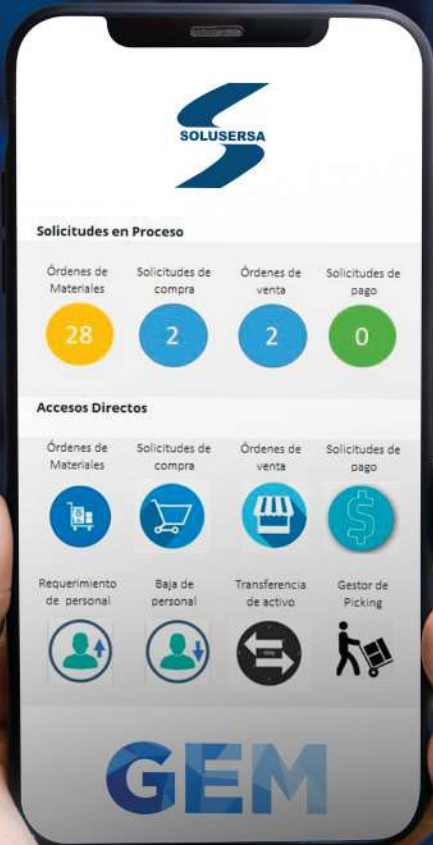 SOLUSERSA
Solicitudes en Proceso
Órdenes de Materiales
Solicitudes de compra
Órdenes de venta
Solicitudes de pago
28
2
2
0
Accesos Directos
Órdenes de Materiales
Solicitudes de compra
Órdenes de venta
Solicitudes de pago
Requerimiento de personal
Baja de personal
Transferencia de activo
Gestor de Picking
GEM